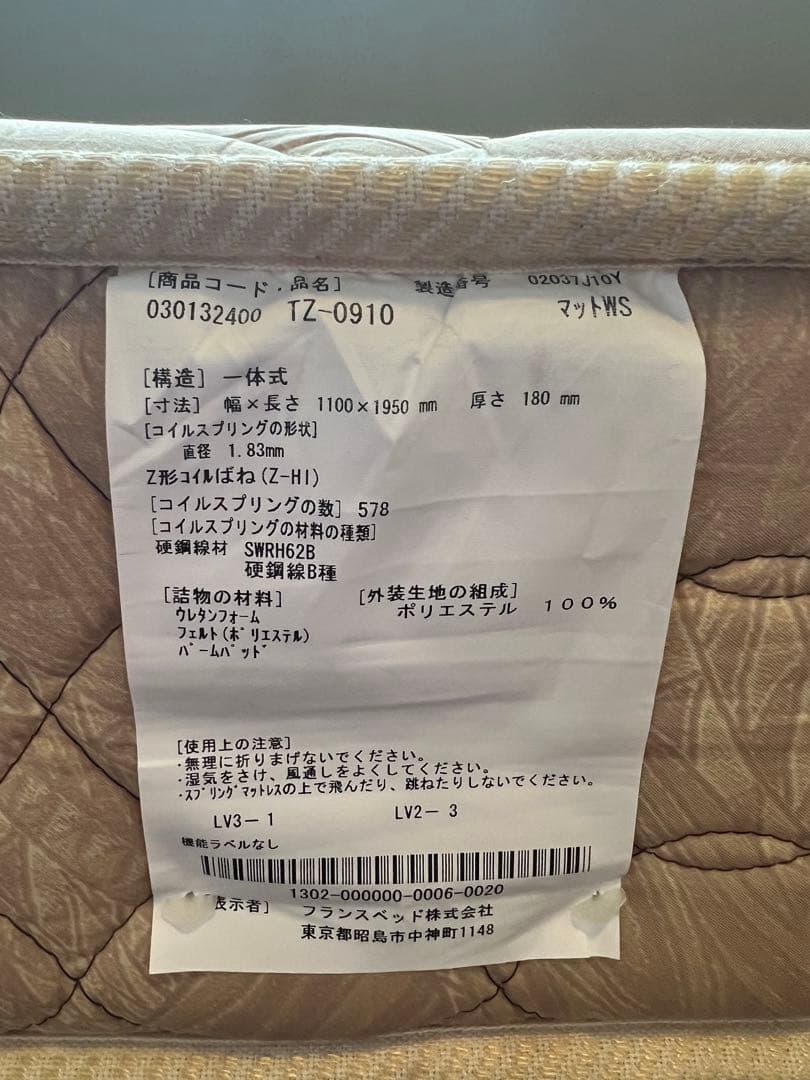 [商品コード・品名] 製造番号 02037J10Y
030132400 TZ-0910 マットWS
[構造] 一体式
[寸法] 幅×長さ 1100×1950 mm 厚さ 180 mm
[コイルスプリングの形状]
直径 1.83mm
Z形コイルばね(Z-HI)
[コイルスプリングの数] 578
[コイルスプリングの材料の種類]
硬鋼線材 SWRH62B
硬鋼線B種
[詰物の材料] [外装生地の組成]
ウレタンフォーム ポリエステル 100%
フェルト(ポリエステル)
パームパッド
[使用上の注意]
・無理に折りまげないでください。
・湿気をさけ、風通しをよくしてください。
・スプリングマットレスの上で飛んだり、跳ねたりしないでください。
LV3-1 LV2-3
機能ラベルなし
1302-000000-0006-0020
表示者] フランスベッド株式会社
東京都昭島市中神町1148